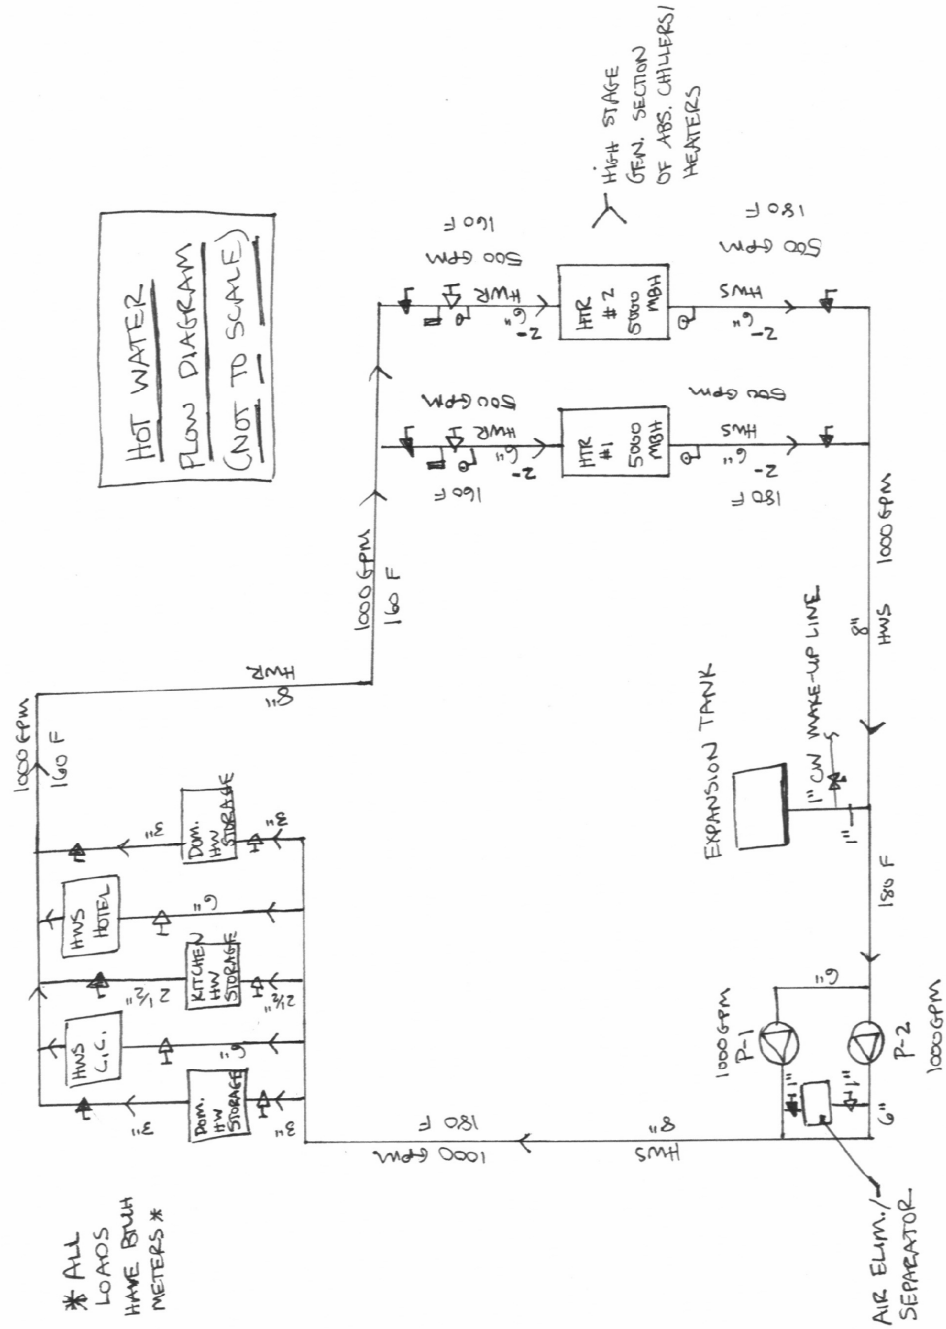 HOT WATER
FLOW DIAGRAM
(NOT TO SCALE)
* ALL
LOADS
HAVE BTUH
METERS *
DOM.
HW
STORAGE
3"
3"
HWS
C.C.
6"
KITCHEN
HW
STORAGE
2 1/2"
2 1/2"
HWS
HOTEL
6"
DOM.
HW
STORAGE
3"
3"
1000 GPM
160 F
8"
HWR
1000 GPM
160 F
160 F
500 GPM
HWR
6"
2-
HTR
#1
5000
MBH
2-
6"
HWS
500 GPM
180 F
160 F
500 GPM
HWR
6"
2-
HTR
#2
5000
MBH
2-
6"
HWS
500 GPM
180 F
HIGH STAGE
GEN. SECTION
OF ABS. CHILLERS/
HEATERS
1000 GPM
8"
HWS
EXPANSION TANK
1" CW MAKE-UP LINE
1"
180 F
6"
1000 GPM
P-1
P-2
1000 GPM
1"
1"
6"
AIR ELIM./
SEPARATOR
8"
HWS
180 F
1000 GPM